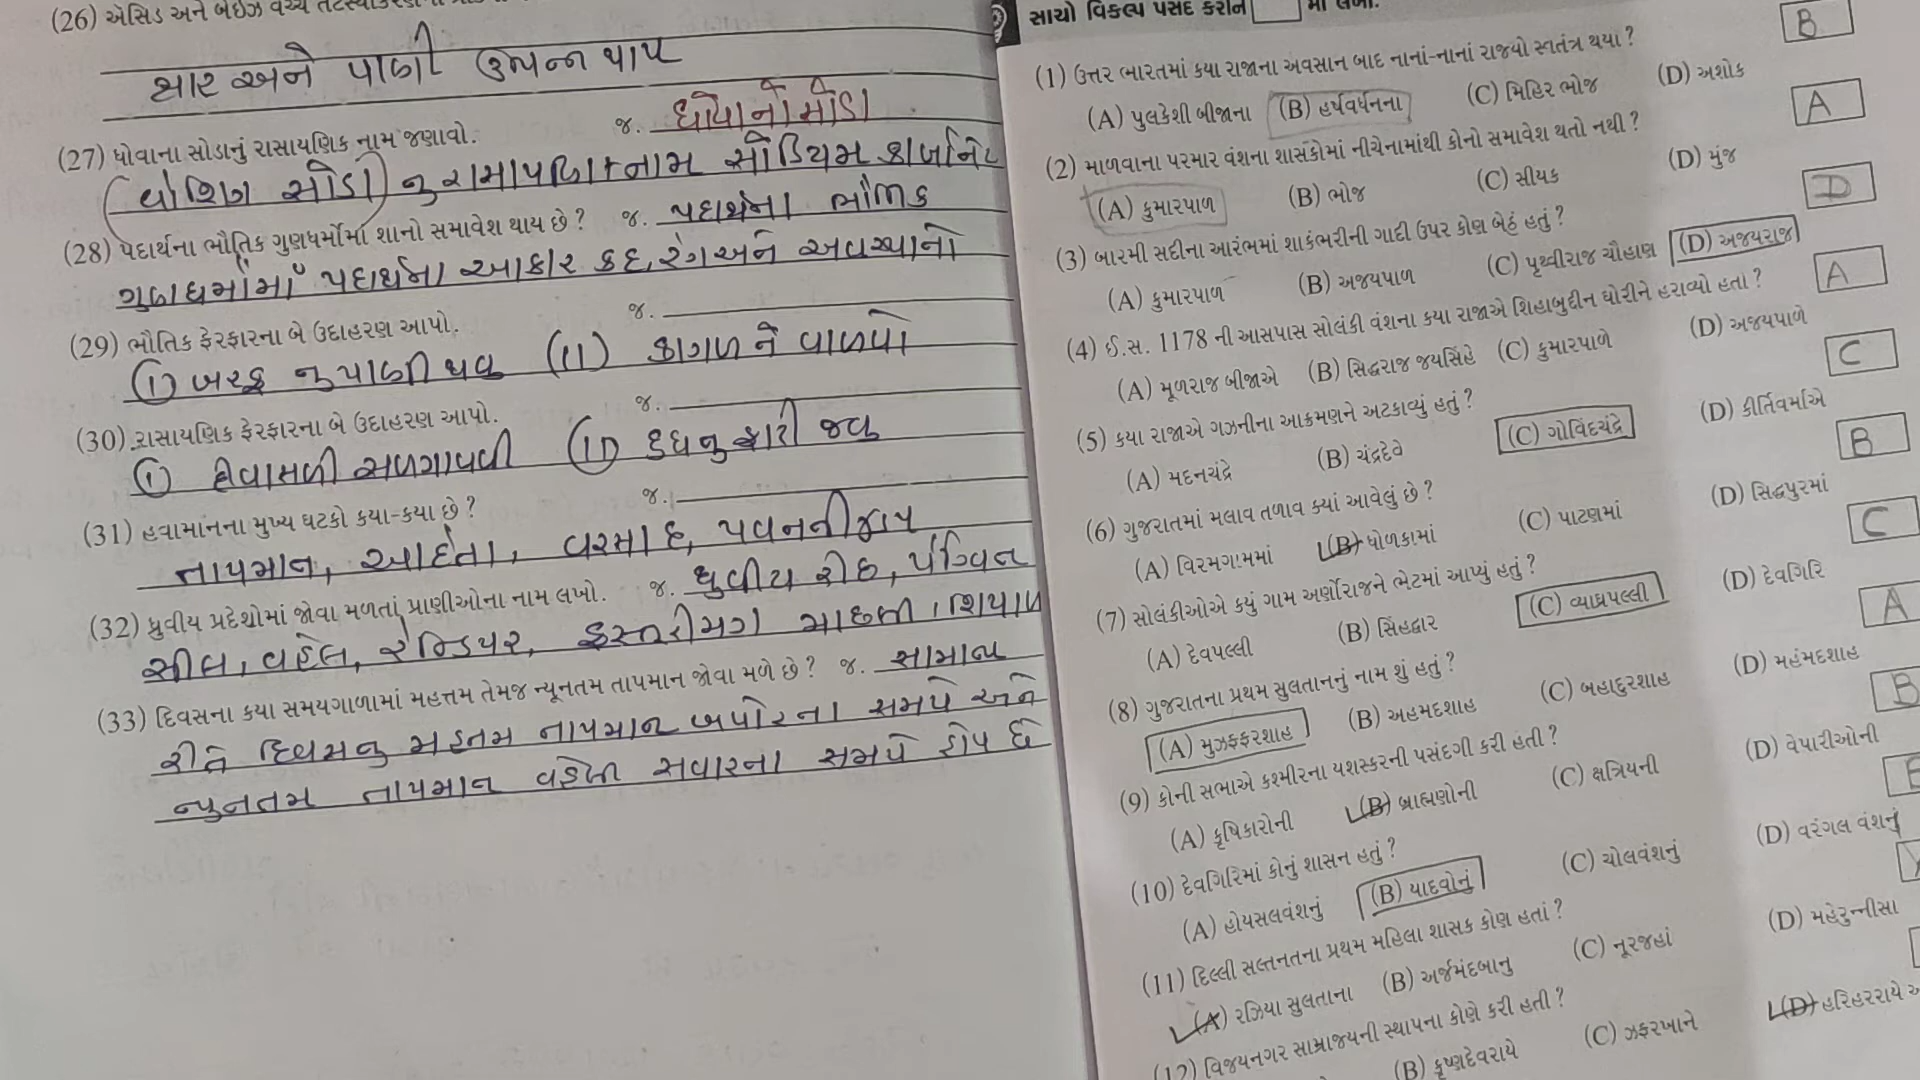 (26) એસિડ અને બેઇઝ વચ્ચે
ક્ષાર અને પાણી ઉત્પન્ન થાય
(27) ધોવાના સોડાનું રાસાયણિક નામ જણાવો. જ. ધોવાનો સોડા
(વોશિંગ સોડા) નુ રાસાયણિક નામ સોડિયમ કાર્બોનેટ
(28) પદાર્થના ભૌતિક ગુણધર્મોમાં શાનો સમાવેશ થાય છે? જ. પદાર્થના ભૌતિક
ગુણધર્મોમાં પદાર્થના આકાર કદ, રંગ અને અવસ્થાનો
(29) ભૌતિક ફેરફારના બે ઉદાહરણ આપો. જ.
(I) બરફ નુ પાણી થવુ (II) કાગળ ને વાળવો
(30) રાસાયણિક ફેરફારના બે ઉદાહરણ આપો. જ.
(I) દીવાસળી સળગાવવી (II) દુધનુ ફાટી જવુ
(31) હવામાનના મુખ્ય ઘટકો કયા-કયા છે? જ.
તાપમાન, આર્દ્રતા, વરસાદ, પવનની ઝડપ
(32) ધ્રુવીય પ્રદેશોમાં જોવા મળતાં પ્રાણીઓના નામ લખો. જ. ધ્રુવીય રીંછ, પેંગ્વિન
સીલ, વ્હેલ, રેન્ડિયર, કસ્તુરીમૃગ માછલી, શિયાળ
(33) દિવસના કયા સમયગાળામાં મહત્તમ તેમજ ન્યૂનતમ તાપમાન જોવા મળે છે? જ. સામાન્ય
રીતે દિવસનુ મહત્તમ તાપમાન બપોરના સમયે અને
ન્યુનતમ તાપમાન વહેલી સવારના સમયે હોય છે
સાચો વિકલ્પ પસંદ કરીને માં લખો.
(1) ઉત્તર ભારતમાં કયા રાજાના અવસાન બાદ નાનાં-નાનાં રાજ્યો સ્વતંત્ર થયા? B
(A) પુલકેશી બીજાના (B) હર્ષવર્ધનના (C) મિહિર ભોજ (D) અશોક
(2) માળવાના પરમાર વંશના શાસકોમાં નીચેનામાંથી કોનો સમાવેશ થતો નથી? A
(A) કુમારપાળ (B) ભોજ (C) સીયક (D) મુંજ
(3) બારમી સદીના આરંભમાં શાકંભરીની ગાદી ઉપર કોણ બેઠું હતું? D
(A) કુમારપાળ (B) અજયપાળ (C) પૃથ્વીરાજ ચૌહાણ (D) અજયરાજ
(4) ઈ.સ. 1178 ની આસપાસ સોલંકી વંશના કયા રાજાએ શિહાબુદ્દીન ઘોરીને હરાવ્યો હતા? A
(A) મૂળરાજ બીજાએ (B) સિદ્ધરાજ જયસિંહે (C) કુમારપાળે (D) અજયપાળે
(5) કયા રાજાએ ગઝનીના આક્રમણને અટકાવ્યું હતું? C
(A) મદનચંદ્રે (B) ચંદ્રદેવે (C) ગોવિંદચંદ્રે (D) કીર્તિવર્માએ
(6) ગુજરાતમાં મલાવ તળાવ ક્યાં આવેલું છે? B
(A) વિરમગામમાં (B) ધોળકામાં (C) પાટણમાં (D) સિદ્ધપુરમાં
(7) સોલંકીઓએ કયું ગામ અર્ણોરાજને ભેટમાં આપ્યું હતું? C
(A) દેવપલ્લી (B) સિંહદ્વાર (C) વ્યાઘ્રપલ્લી (D) દેવગિરિ
(8) ગુજરાતના પ્રથમ સુલતાનનું નામ શું હતું? A
(A) મુઝફ્ફરશાહ (B) અહમદશાહ (C) બહાદુરશાહ (D) મહંમદશાહ
(9) કોની સભાએ કશ્મીરના યશસ્કરની પસંદગી કરી હતી? B
(A) કૃષિકારોની (B) બ્રાહ્મણોની (C) ક્ષત્રિયની (D) વેપારીઓની
(10) દેવગિરિમાં કોનું શાસન હતું?
(A) હોયસલવંશનું (B) યાદવોનું (C) ચોલવંશનું (D) વરંગલ વંશનું
(11) દિલ્લી સલ્તનતના પ્રથમ મહિલા શાસક કોણ હતાં?
(A) રઝિયા સુલતાના (B) અર્જમંદબાનુ (C) નૂરજહાં (D) મહેરુન્નીસા
(12) વિજયનગર સામ્રાજ્યની સ્થાપના કોણે કરી હતી?
(B) કૃષ્ણદેવરાયે (C) ઝફરખાને (D) હરિહરરાયે